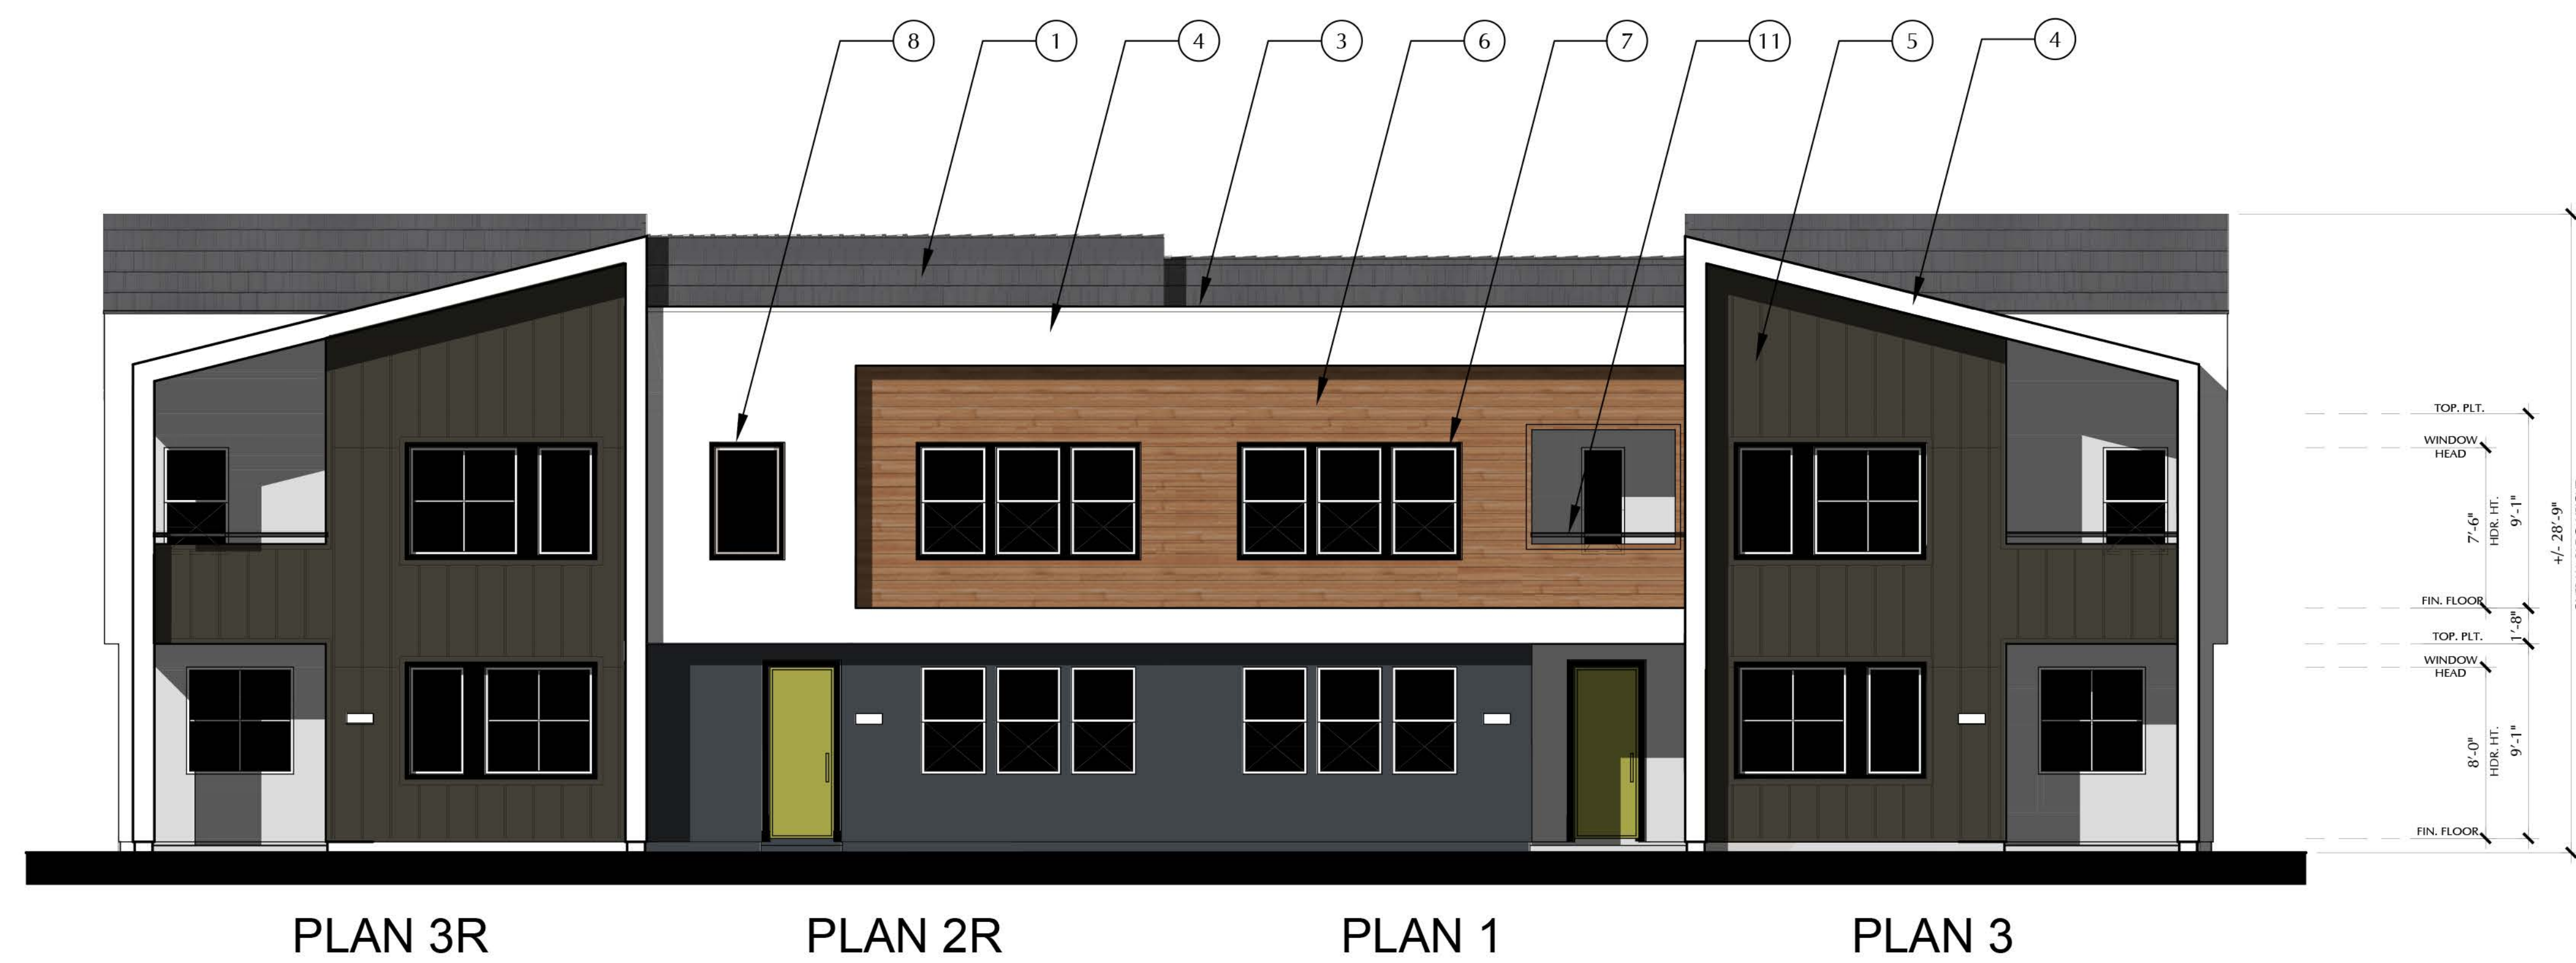 8 1 4 3 6 7 11 5 4
TOP. PLT.
WINDOW
HEAD
7'-6"
HDR. HT.
9'-1"
+/- 28'-9"
FIN. FLOOR
1'-8"
TOP. PLT.
WINDOW
HEAD
8'-0"
HDR. HT.
9'-1"
FIN. FLOOR
PLAN 3R PLAN 2R PLAN 1 PLAN 3